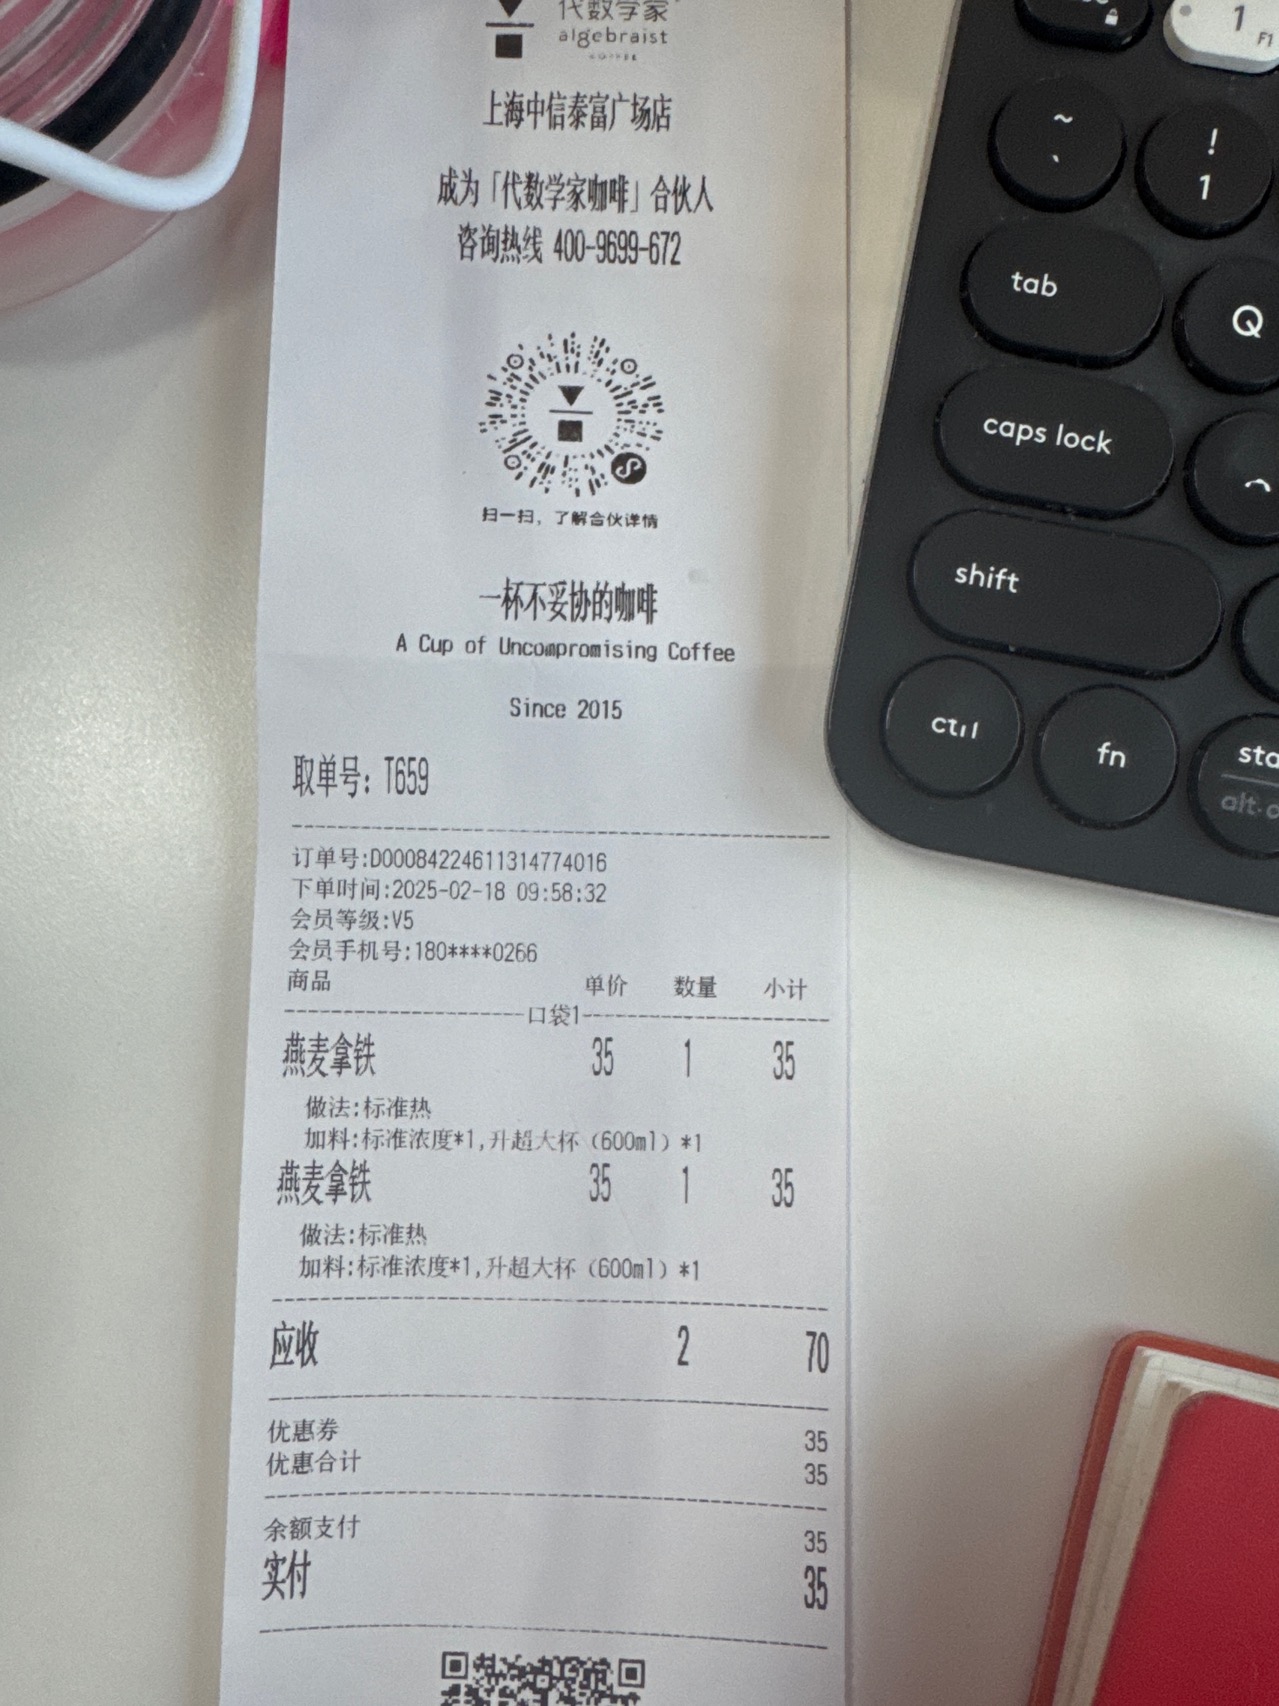 代数学家
algebraist
COFFEE
上海中信泰富广场店
成为「代数学家咖啡」合伙人
咨询热线 400-9699-672
扫一扫，了解合伙详情
一杯不妥协的咖啡
A Cup of Uncompromising Coffee
Since 2015
取单号：T659
订单号:D00084224611314774016
下单时间:2025-02-18 09:58:32
会员等级:V5
会员手机号:180****0266
商品 单价 数量 小计
口袋1
燕麦拿铁 35 1 35
做法:标准热
加料:标准浓度*1,升超大杯（600ml）*1
燕麦拿铁 35 1 35
做法:标准热
加料:标准浓度*1,升超大杯（600ml）*1
应收 2 70
优惠券 35
优惠合计 35
余额支付 35
实付 35
1 F1
~ `
! 1
tab
Q
caps lock
shift
ctrl
fn